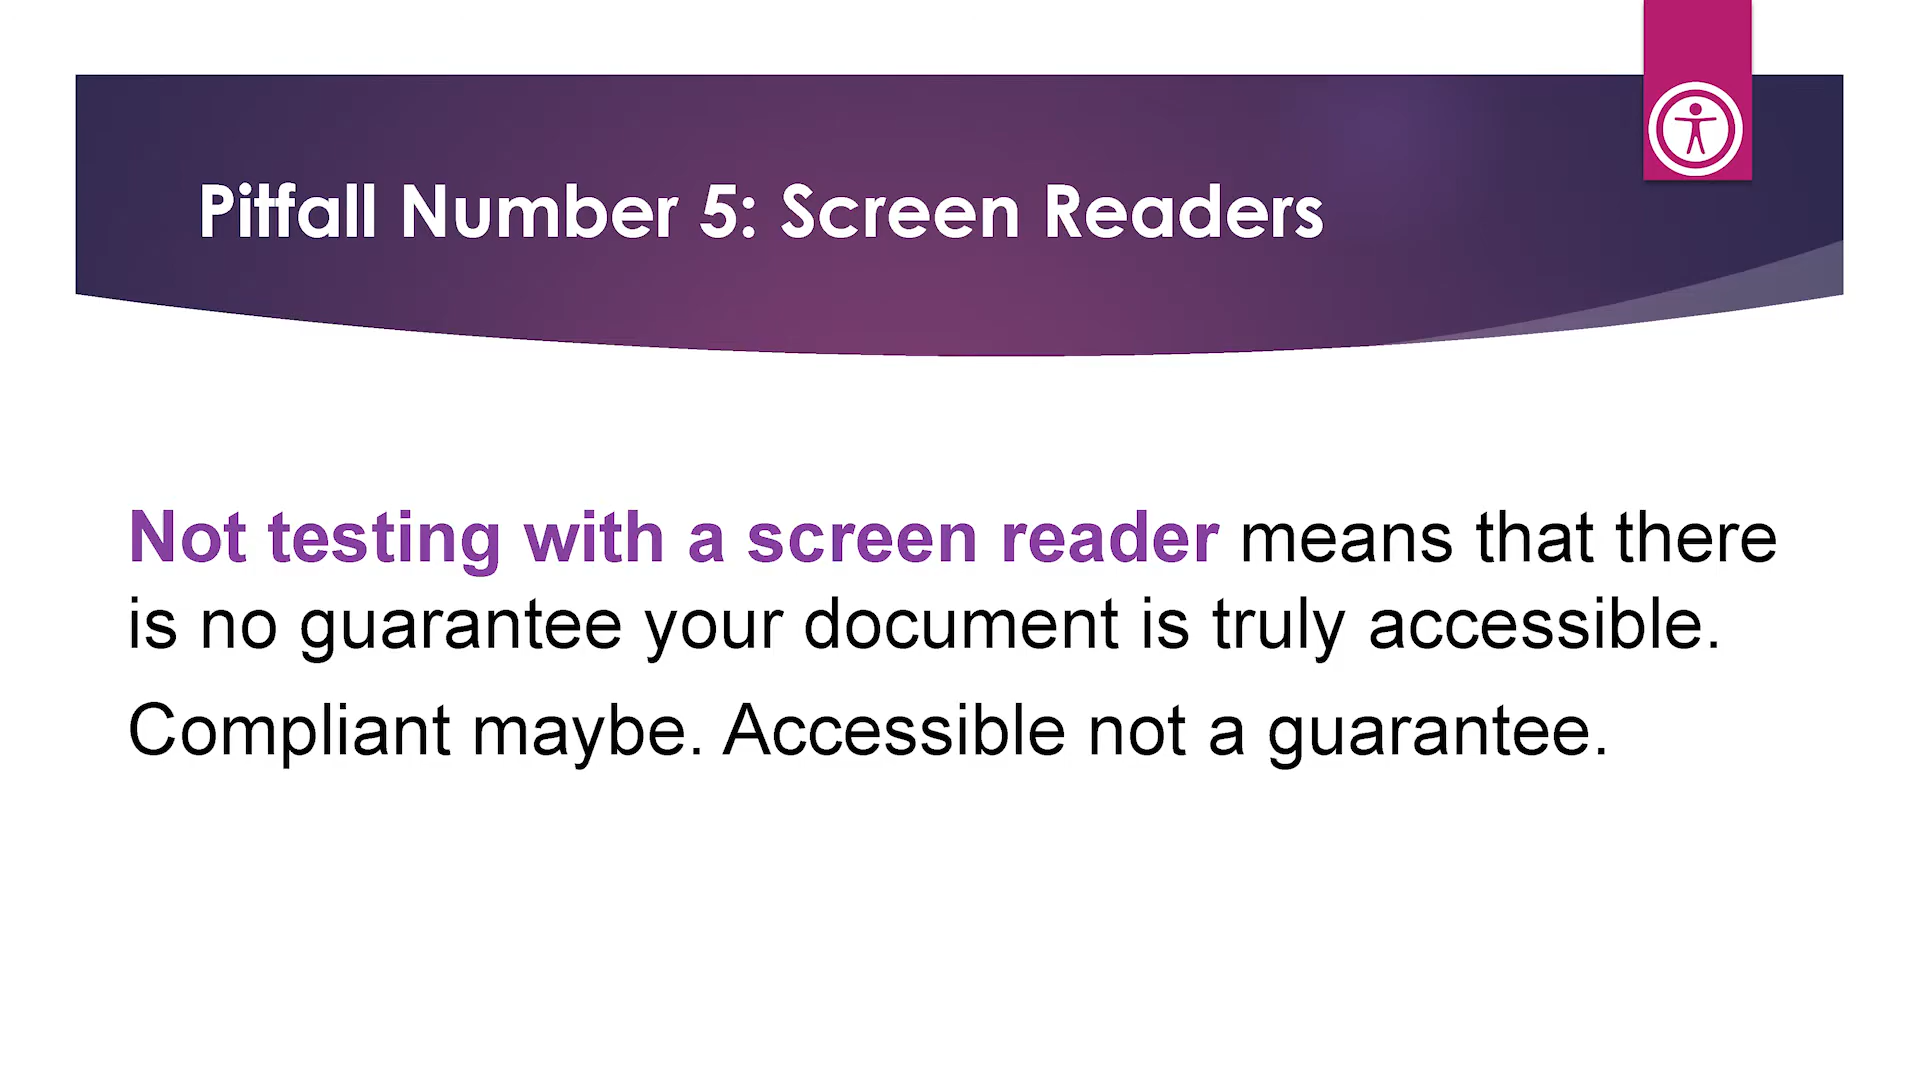 Pitfall Number 5: Screen Readers
Not testing with a screen reader means that there
is no guarantee your document is truly accessible.
Compliant maybe. Accessible not a guarantee.